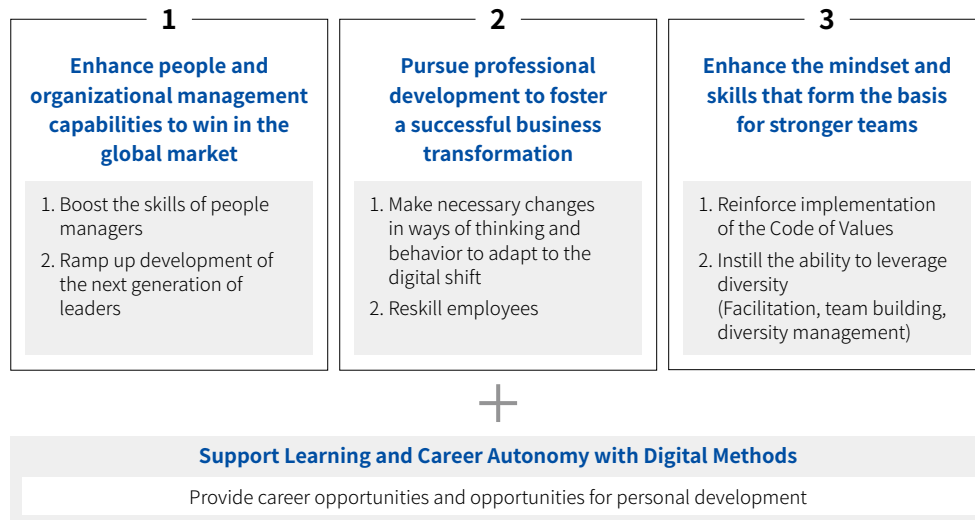 1
Enhance people and
organizational management
capabilities to win in the
global market
1. Boost the skills of people
managers
2. Ramp up development of
the next generation of
leaders
2
Pursue professional
development to foster
a successful business
transformation
1. Make necessary changes
in ways of thinking and
behavior to adapt to the
digital shift
2. Reskill employees
3
Enhance the mindset and
skills that form the basis
for stronger teams
1. Reinforce implementation
of the Code of Values
2. Instill the ability to leverage
diversity
(Facilitation, team building,
diversity management)
+
Support Learning and Career Autonomy with Digital Methods
Provide career opportunities and opportunities for personal development